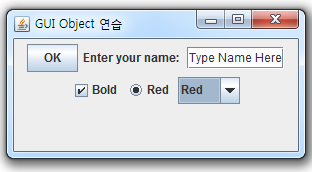 GUI Object 연습
OK Enter your name: Type Name Here
Bold Red Red